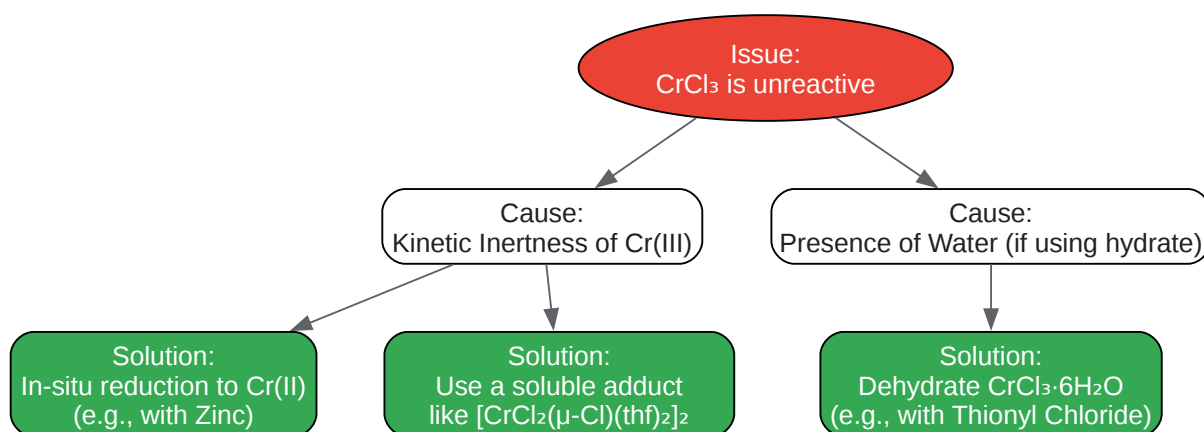 Issue:
CrCl₃ is unreactive
Cause:
Kinetic Inertness of Cr(III)
Cause:
Presence of Water (if using hydrate)
Solution:
In-situ reduction to Cr(II)
(e.g., with Zinc)
Solution:
Use a soluble adduct
like [CrCl₂(μ-Cl)(thf)₂]₂
Solution:
Dehydrate CrCl₃·6H₂O
(e.g., with Thionyl Chloride)